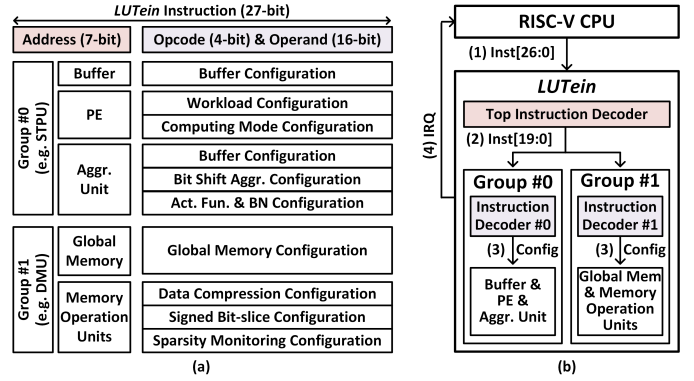 LUTein Instruction (27-bit)
Address (7-bit)
Opcode (4-bit) & Operand (16-bit)
Group #0
(e.g. STPU)
Buffer
Buffer Configuration
PE
Workload Configuration
Computing Mode Configuration
Aggr.
Unit
Buffer Configuration
Bit Shift Aggr. Configuration
Act. Fun. & BN Configuration
Group #1
(e.g. DMU)
Global
Memory
Global Memory Configuration
Memory
Operation
Units
Data Compression Configuration
Signed Bit-slice Configuration
Sparsity Monitoring Configuration
(a)
RISC-V CPU
(1) Inst[26:0]
(4) IRQ
LUTein
Top Instruction Decoder
(2) Inst[19:0]
Group #0
Instruction
Decoder #0
(3) Config
Buffer &
PE &
Aggr. Unit
Group #1
Instruction
Decoder #1
(3) Config
Global Mem
& Memory
Operation
Units
(b)